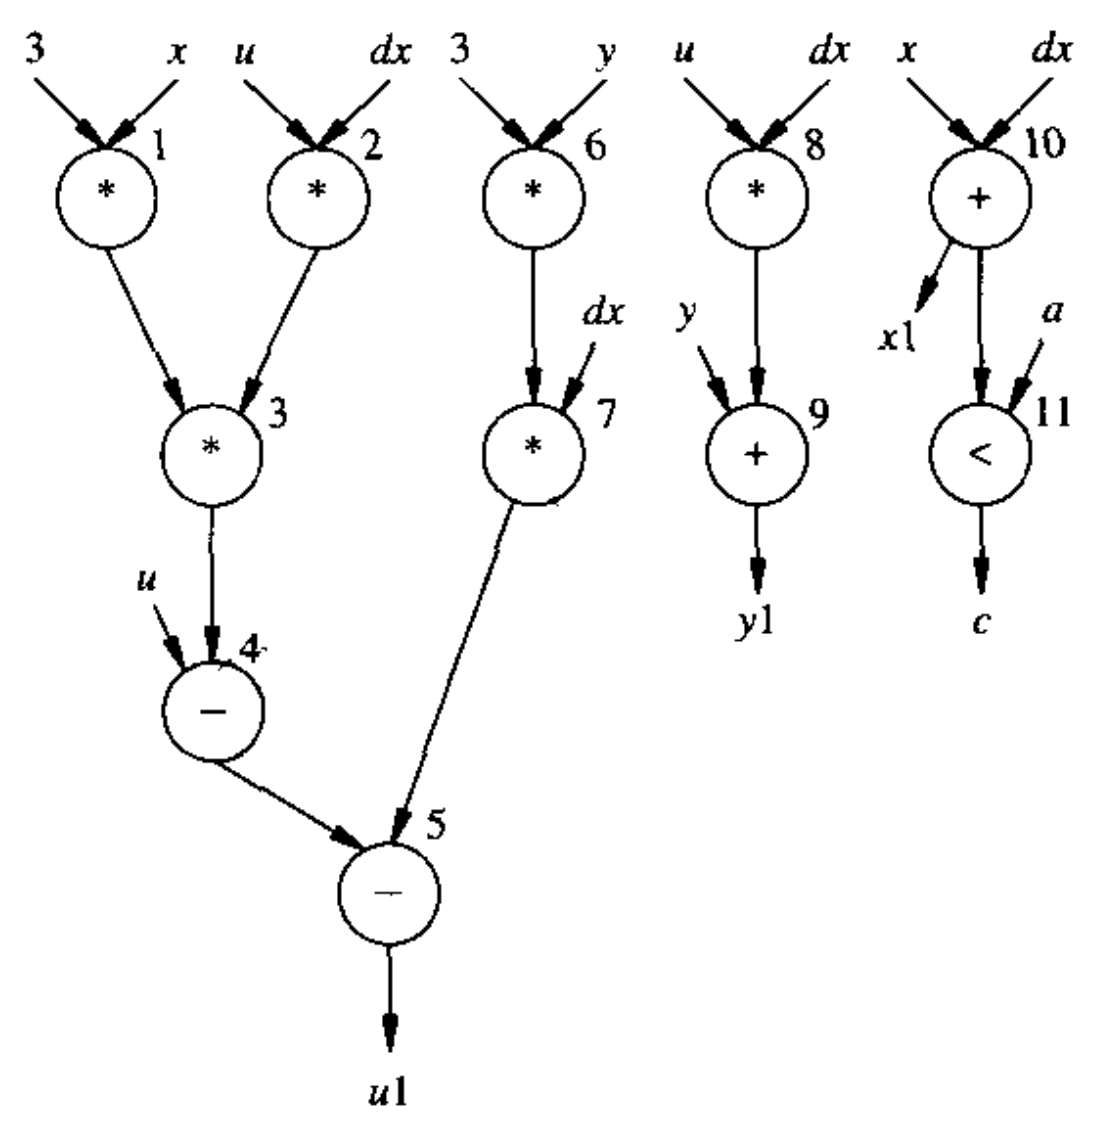 3 x u dx 3 y u dx x dx
1 2 6 8 10
* * * * +
dx y
x1 a
3 7 9 11
* * + <
u
y1 c
4
−
5
−
u1